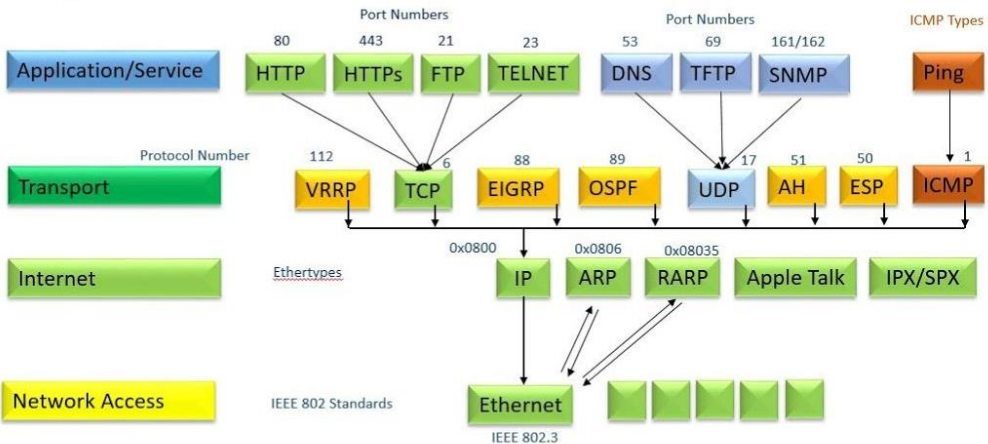 Port Numbers Port Numbers ICMP Types
80 443 21 23 53 69 161/162
Application/Service HTTP HTTPs FTP TELNET DNS TFTP SNMP Ping
Protocol Number 112 6 88 89 17 51 50 1
Transport VRRP TCP EIGRP OSPF UDP AH ESP ICMP
0x0800 0x0806 0x08035
Internet Ethertypes IP ARP RARP Apple Talk IPX/SPX
Network Access IEEE 802 Standards Ethernet
IEEE 802.3